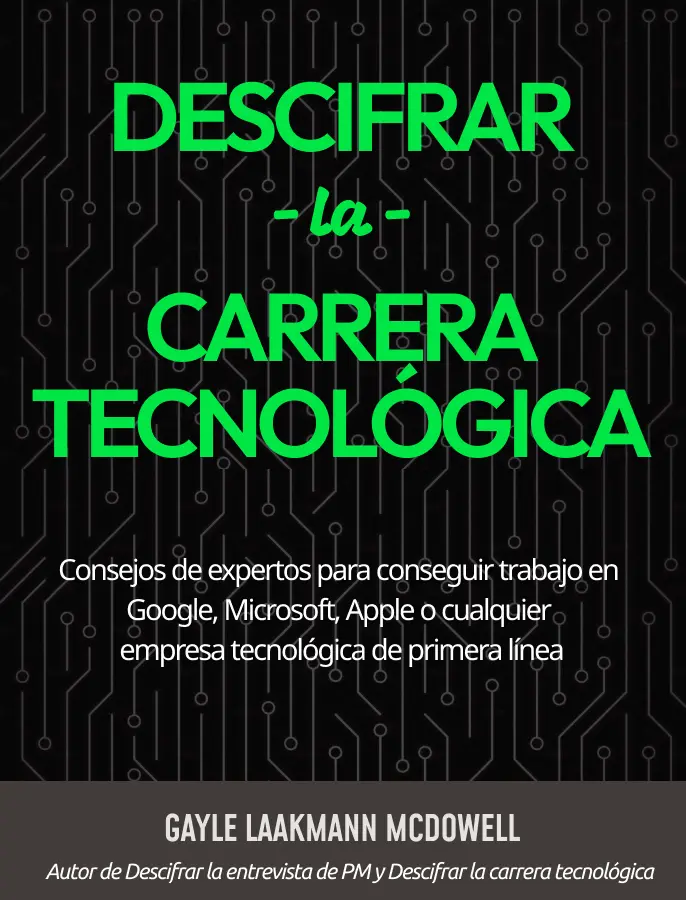 DESCIFRAR
- la -
CARRERA
TECNOLÓGICA
Consejos de expertos para conseguir trabajo en
Google, Microsoft, Apple o cualquier
empresa tecnológica de primera línea
GAYLE LAAKMANN MCDOWELL
Autor de Descifrar la entrevista de PM y Descifrar la carrera tecnológica